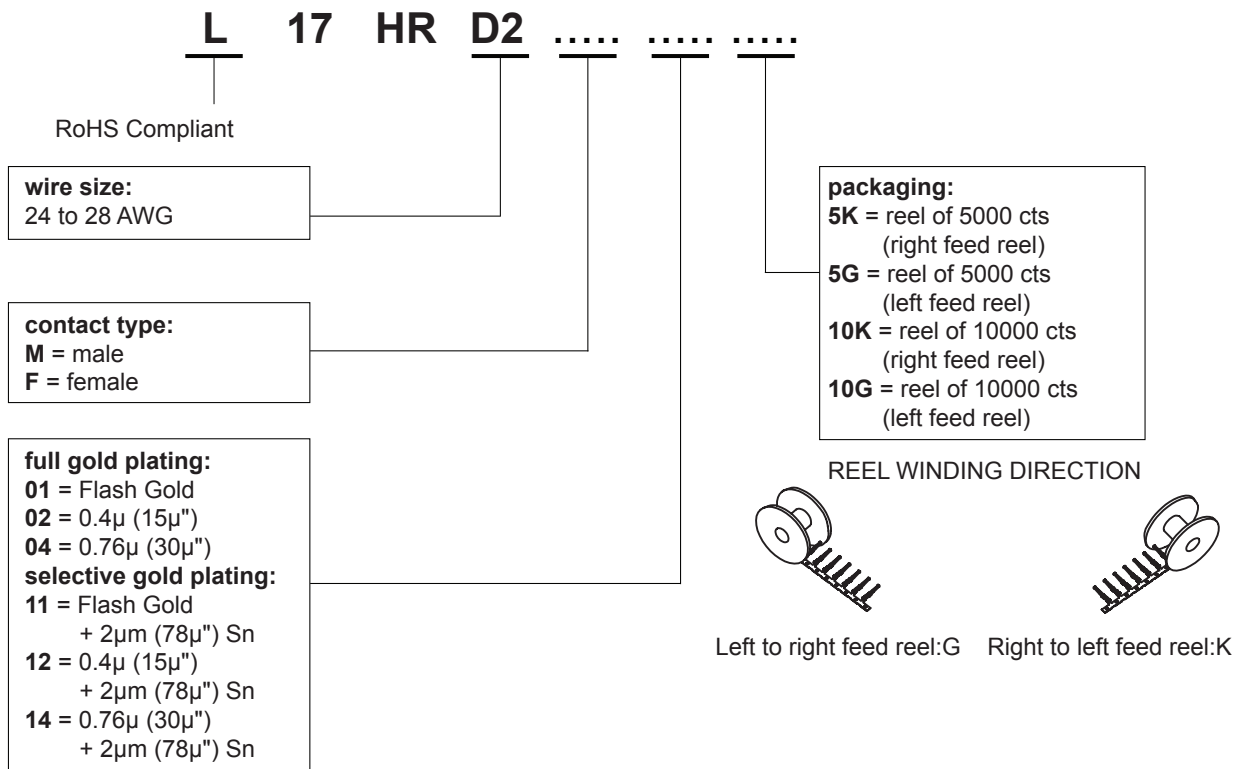 L 17 HR D2 ..... ..... .....
RoHS Compliant
wire size:
24 to 28 AWG
contact type:
M = male
F = female
full gold plating:
01 = Flash Gold
02 = 0.4µ (15µ")
04 = 0.76µ (30µ")
selective gold plating:
11 = Flash Gold
+ 2µm (78µ") Sn
12 = 0.4µ (15µ")
+ 2µm (78µ") Sn
14 = 0.76µ (30µ")
+ 2µm (78µ") Sn
packaging:
5K = reel of 5000 cts
(right feed reel)
5G = reel of 5000 cts
(left feed reel)
10K = reel of 10000 cts
(right feed reel)
10G = reel of 10000 cts
(left feed reel)
REEL WINDING DIRECTION
Left to right feed reel:G
Right to left feed reel:K